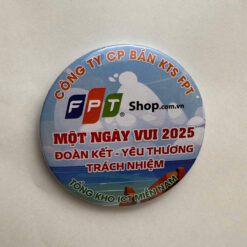 CÔNG TY CP BÁN KTS FPT
FPT Shop.com.vn
MỘT NGÀY VUI 2025
ĐOÀN KẾT - YÊU THƯƠNG
TRÁCH NHIỆM
TỔNG KHO ICT MIỀN NAM